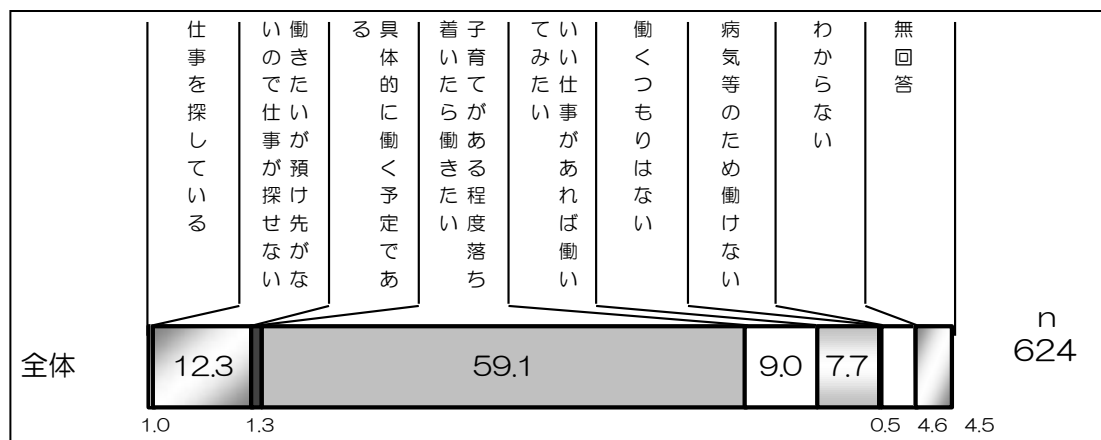 仕事を探している
働きたいが預け先がな
いので仕事が探せない
具体的に働く予定であ
る
子育てがある程度落ち
着いたら働きたい
いい仕事があれば働い
てみたい
働くつもりはない
病気等のため働けない
わからない
無回答
n
624
全体
12.3
59.1
9.0
7.7
1.0
1.3
0.5
4.6
4.5